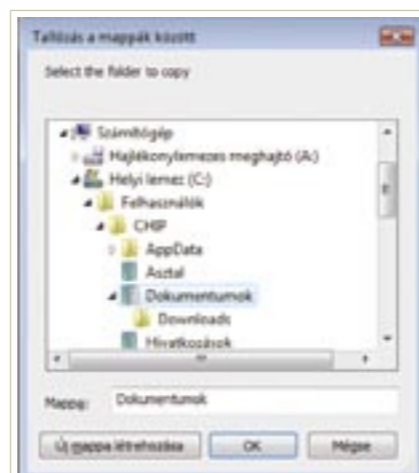 Tallózás a mappák között
Select the folder to copy
Számítógép
Hajlékonylemezes meghajtó (A:)
Helyi lemez (C:)
Felhasználók
CHIP
AppData
Asztal
Dokumentumok
Downloads
Hivatkozások
Mappa: Dokumentumok
Új mappa létrehozása OK Mégse